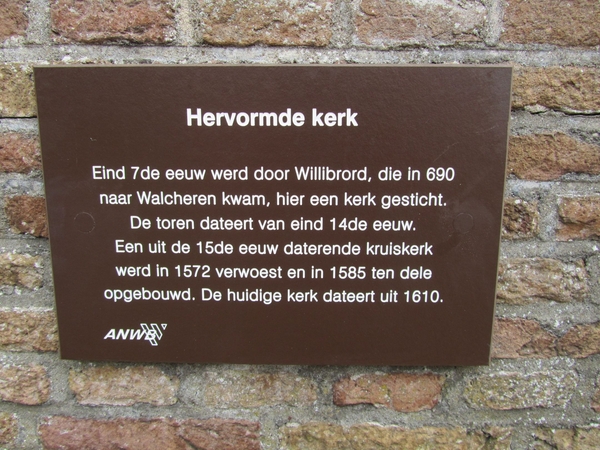 Hervormde kerk
Eind 7de eeuw werd door Willibrord, die in 690
naar Walcheren kwam, hier een kerk gesticht.
De toren dateert van eind 14de eeuw.
Een uit de 15de eeuw daterende kruiskerk
werd in 1572 verwoest en in 1585 ten dele
opgebouwd. De huidige kerk dateert uit 1610.
ANWB